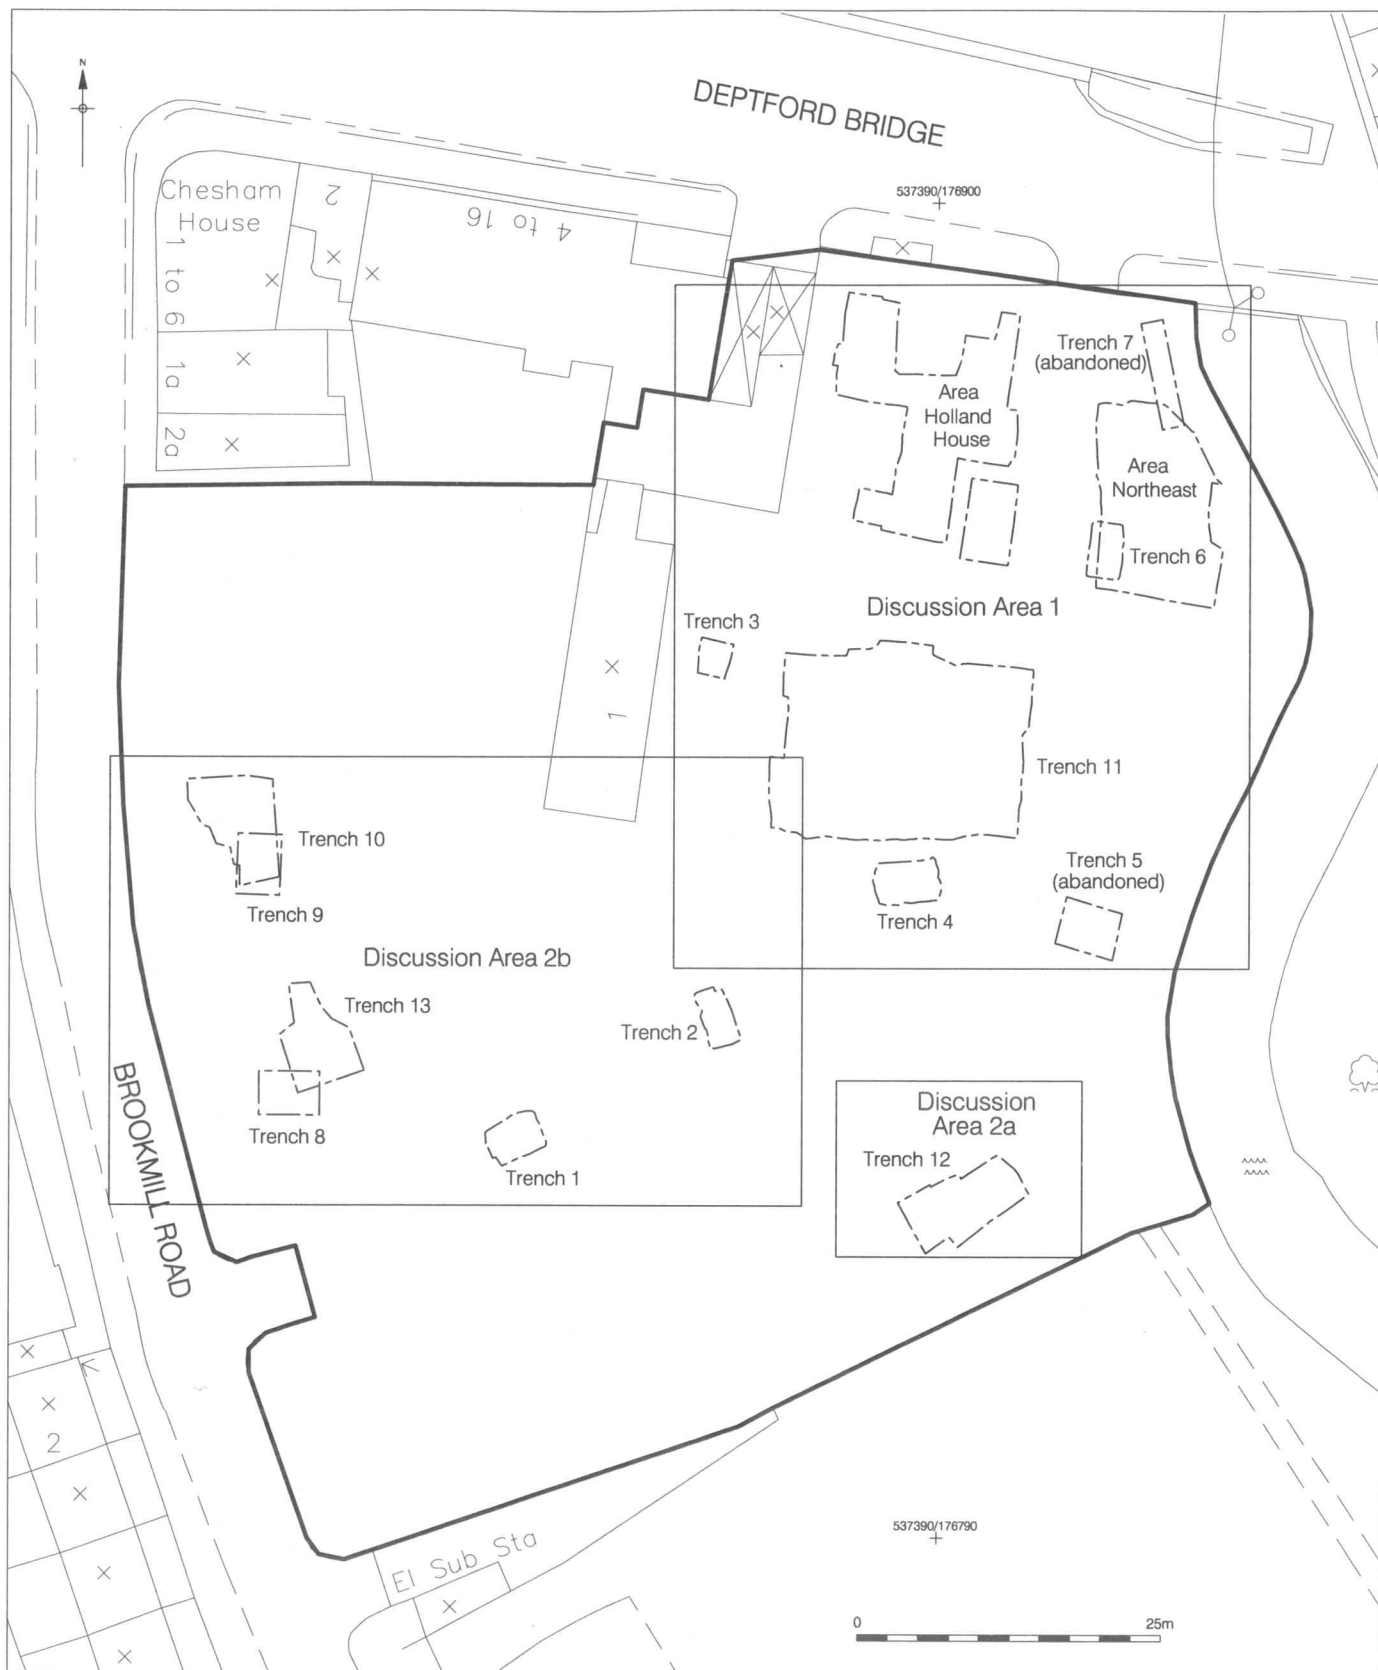 N
DEPTFORD BRIDGE
537390/176900
Chesham
House
2
4 to 16
1 to 6
1a
2a
Trench 7
(abandoned)
Area
Holland
House
Area
Northeast
Trench 6
Discussion Area 1
Trench 3
1
Trench 11
Trench 10
Trench 9
Trench 5
(abandoned)
Trench 4
Discussion Area 2b
Trench 13
Trench 2
BROOKMILL ROAD
Trench 8
Trench 1
Discussion
Area 2a
Trench 12
2
El Sub Sta
537390/176790
0
25m